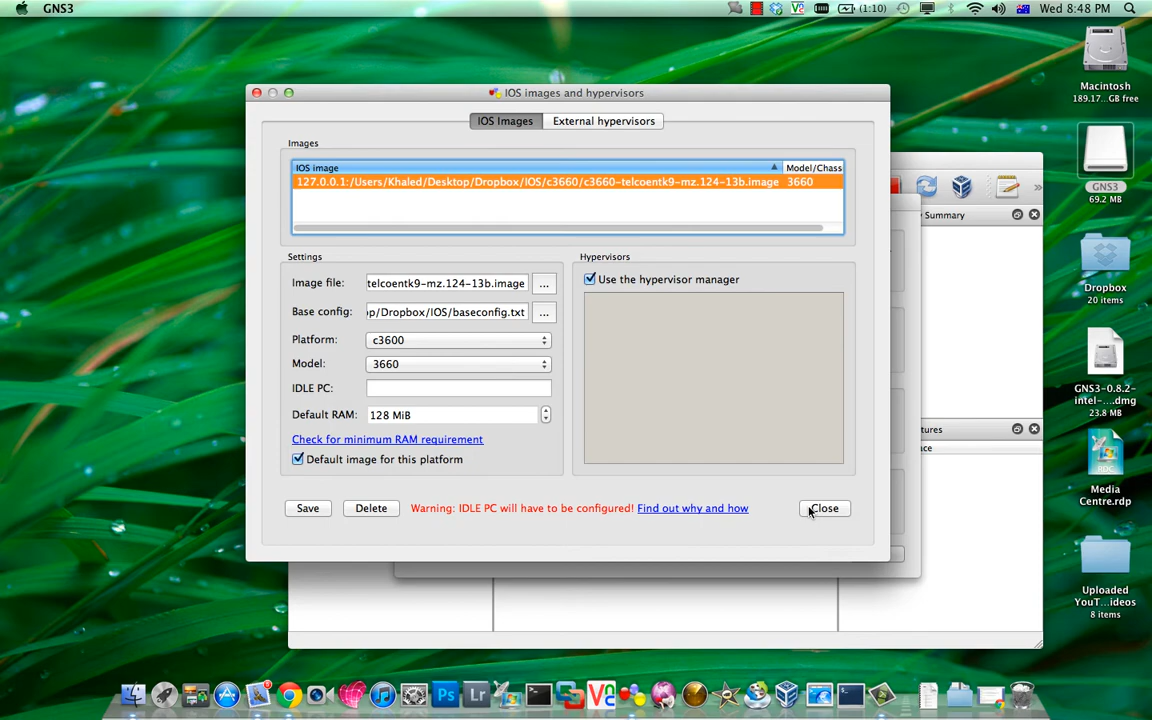 GNS3
(1:10)
Wed 8:48 PM
IOS images and hypervisors
IOS Images
External hypervisors
Images
IOS image
Model/Chass
127.0.0.1:/Users/Khaled/Desktop/Dropbox/IOS/c3660/c3660-telcoentk9-mz.124-13b.image
3660
Settings
Image file:
telcoentk9-mz.124-13b.image
...
Base config:
p/Dropbox/IOS/baseconfig.txt
...
Platform:
c3600
Model:
3660
IDLE PC:
Default RAM:
128 MiB
Check for minimum RAM requirement
Default image for this platform
Hypervisors
Use the hypervisor manager
Save
Delete
Warning: IDLE PC will have to be configured! Find out why and how
Close
Summary
»
tures
ce
Macintosh
189.17...GB free
GNS3
69.2 MB
Dropbox
20 items
GNS3-0.8.2-
intel-....dmg
23.8 MB
RDC
Media
Centre.rdp
Uploaded
YouT...ideos
8 items
Ps
Lr